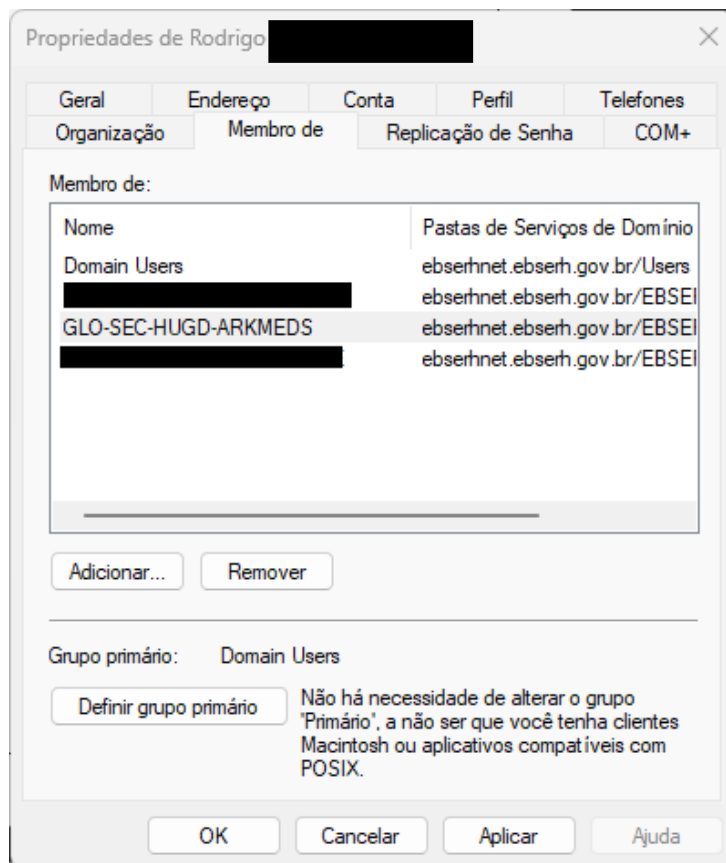 Propriedades de Rodrigo
Geral Endereço Conta Perfil Telefones
Organização Membro de Replicação de Senha COM+
Membro de:
Nome Pastas de Serviços de Domínio
Domain Users ebserhnet.ebserh.gov.br/Users
ebserhnet.ebserh.gov.br/EBSEI
GLO-SEC-HUGD-ARKMEDS ebserhnet.ebserh.gov.br/EBSEI
ebserhnet.ebserh.gov.br/EBSEI
Adicionar... Remover
Grupo primário: Domain Users
Definir grupo primário
Não há necessidade de alterar o grupo
'Primário', a não ser que você tenha clientes
Macintosh ou aplicativos compatíveis com
POSIX.
OK Cancelar Aplicar Ajuda